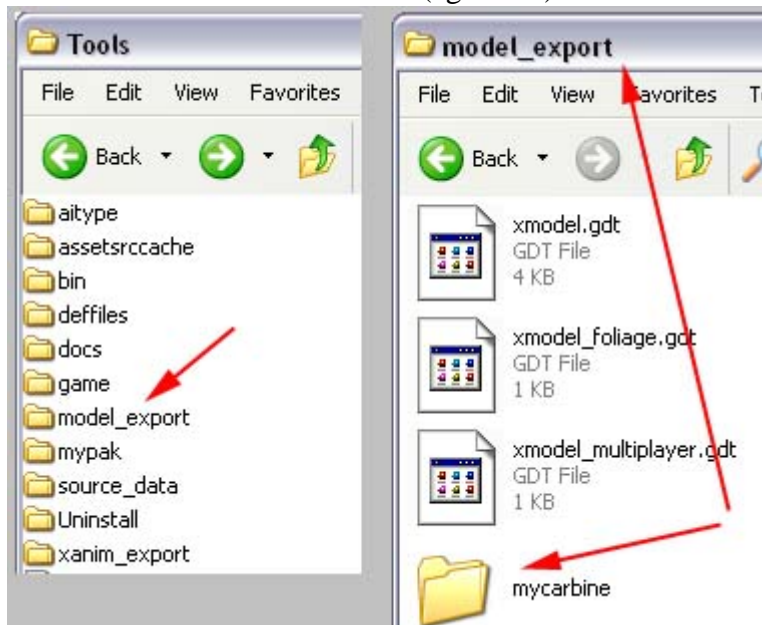 Tools
File Edit View Favorites
Back
aitype
assetsrccache
bin
deffiles
docs
game
model_export
mypak
source_data
Uninstall
xanim_export
model_export
File Edit View Favorites
Back
xmodel.gdt
GDT File
4 KB
xmodel_foliage.gdt
GDT File
1 KB
xmodel_multiplayer.gdt
GDT File
1 KB
mycarbine